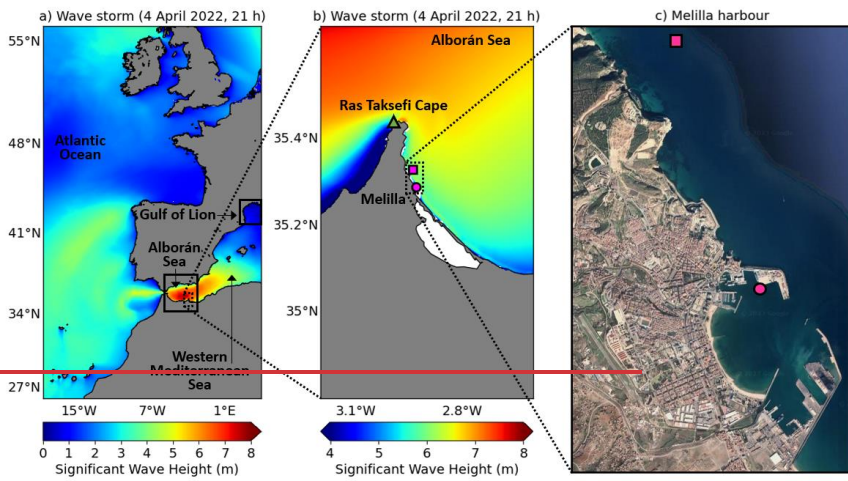 a) Wave storm (4 April 2022, 21 h)
b) Wave storm (4 April 2022, 21 h)
c) Melilla harbour
55°N
48°N
41°N
34°N
27°N
Atlantic
Ocean
Gulf of Lion
Alborán
Sea
Western
Mediterranean
Sea
15°W
7°W
1°E
0 1 2 3 4 5 6 7 8
Significant Wave Height (m)
Alborán Sea
Ras Taksefi Cape
Melilla
35.4°N
35.2°N
35°N
3.1°W
2.8°W
4 5 6 7 8
Significant Wave Height (m)